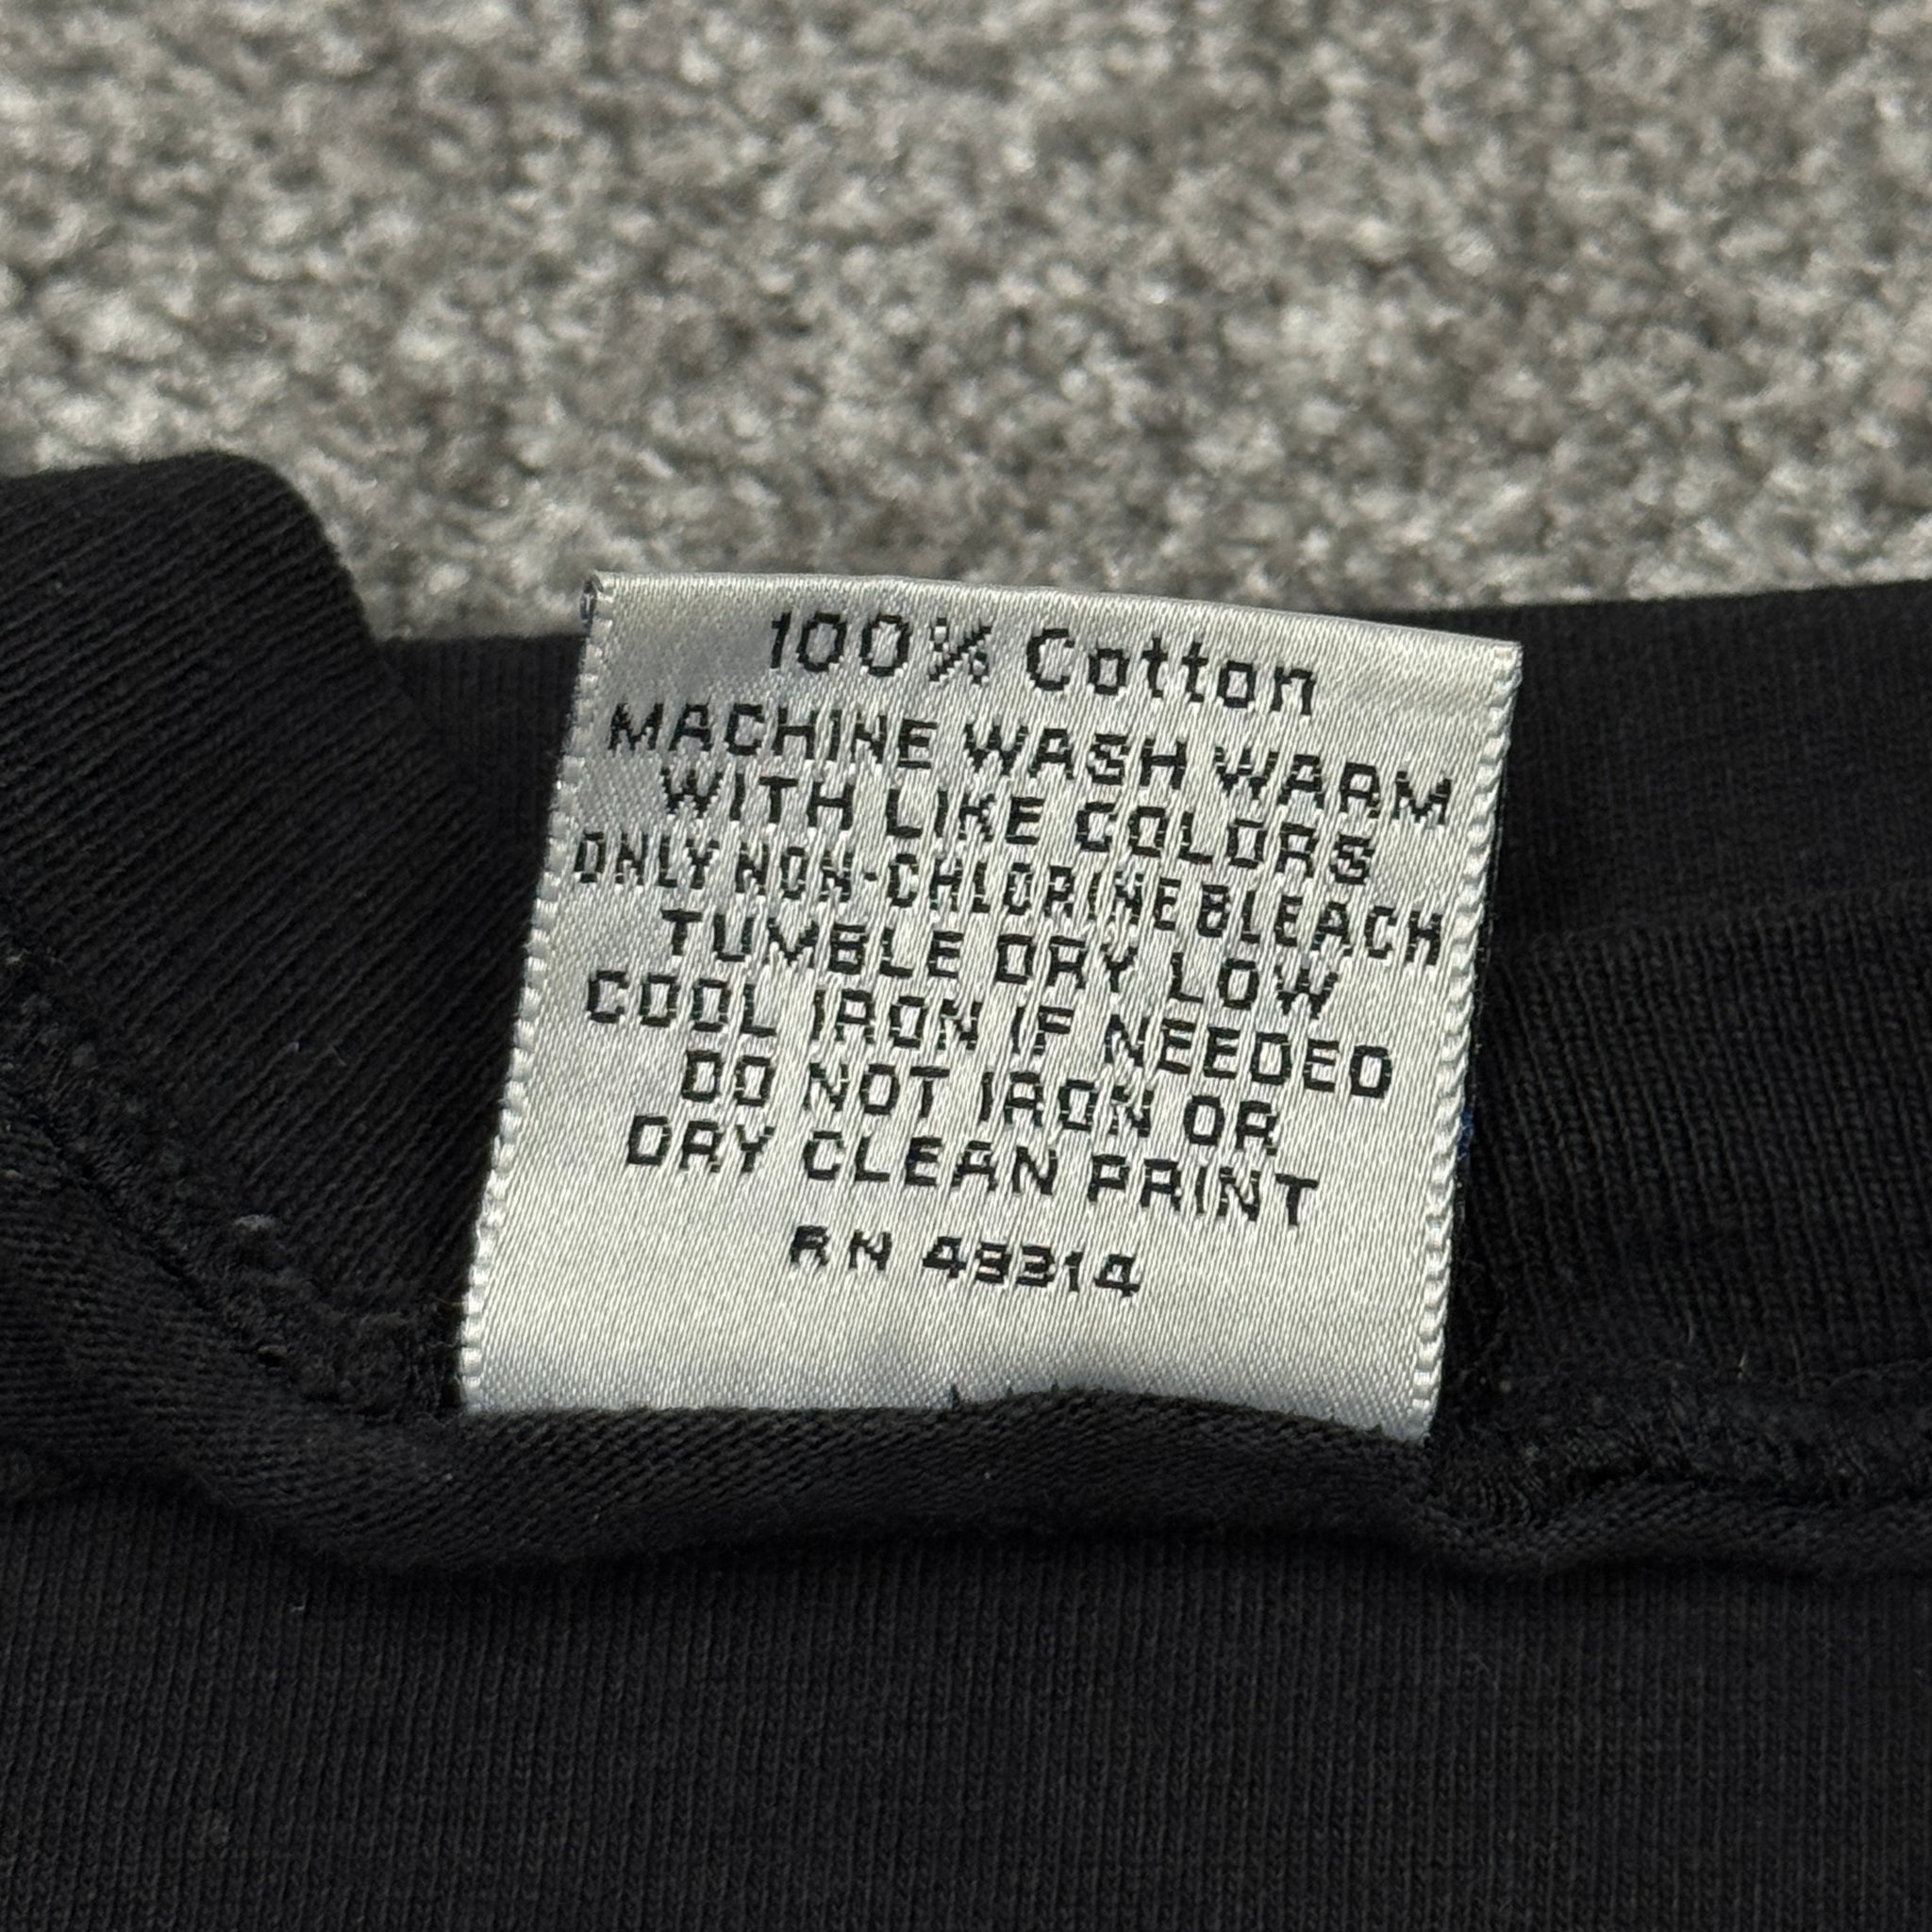 100% Cotton
MACHINE WASH WARM
WITH LIKE COLORS
ONLY NON-CHLORINE BLEACH
TUMBLE DRY LOW
COOL IRON IF NEEDED
DO NOT IRON OR
DRY CLEAN PRINT
RN 49314